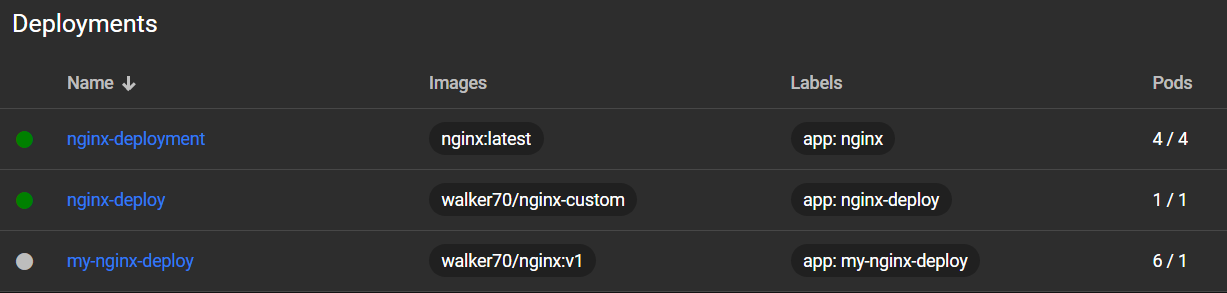 Deployments
Name Images Labels Pods
nginx-deployment nginx:latest app: nginx 4 / 4
nginx-deploy walker70/nginx-custom app: nginx-deploy 1 / 1
my-nginx-deploy walker70/nginx:v1 app: my-nginx-deploy 6 / 1